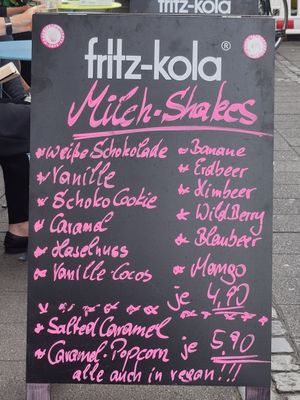 fritz-kola
fritz-kola®
Milch-Shakes
weiße Schokolade
Vanille
Schoko Cookie
Caramel
Haselnuss
Vanille Cocos
Banane
Erdbeer
Himbeer
Wild Berry
Blaubeer
Mango
je 4,90
Salted Caramel
Caramel-Popcorn je 5,90
alle auch in vegan!!!